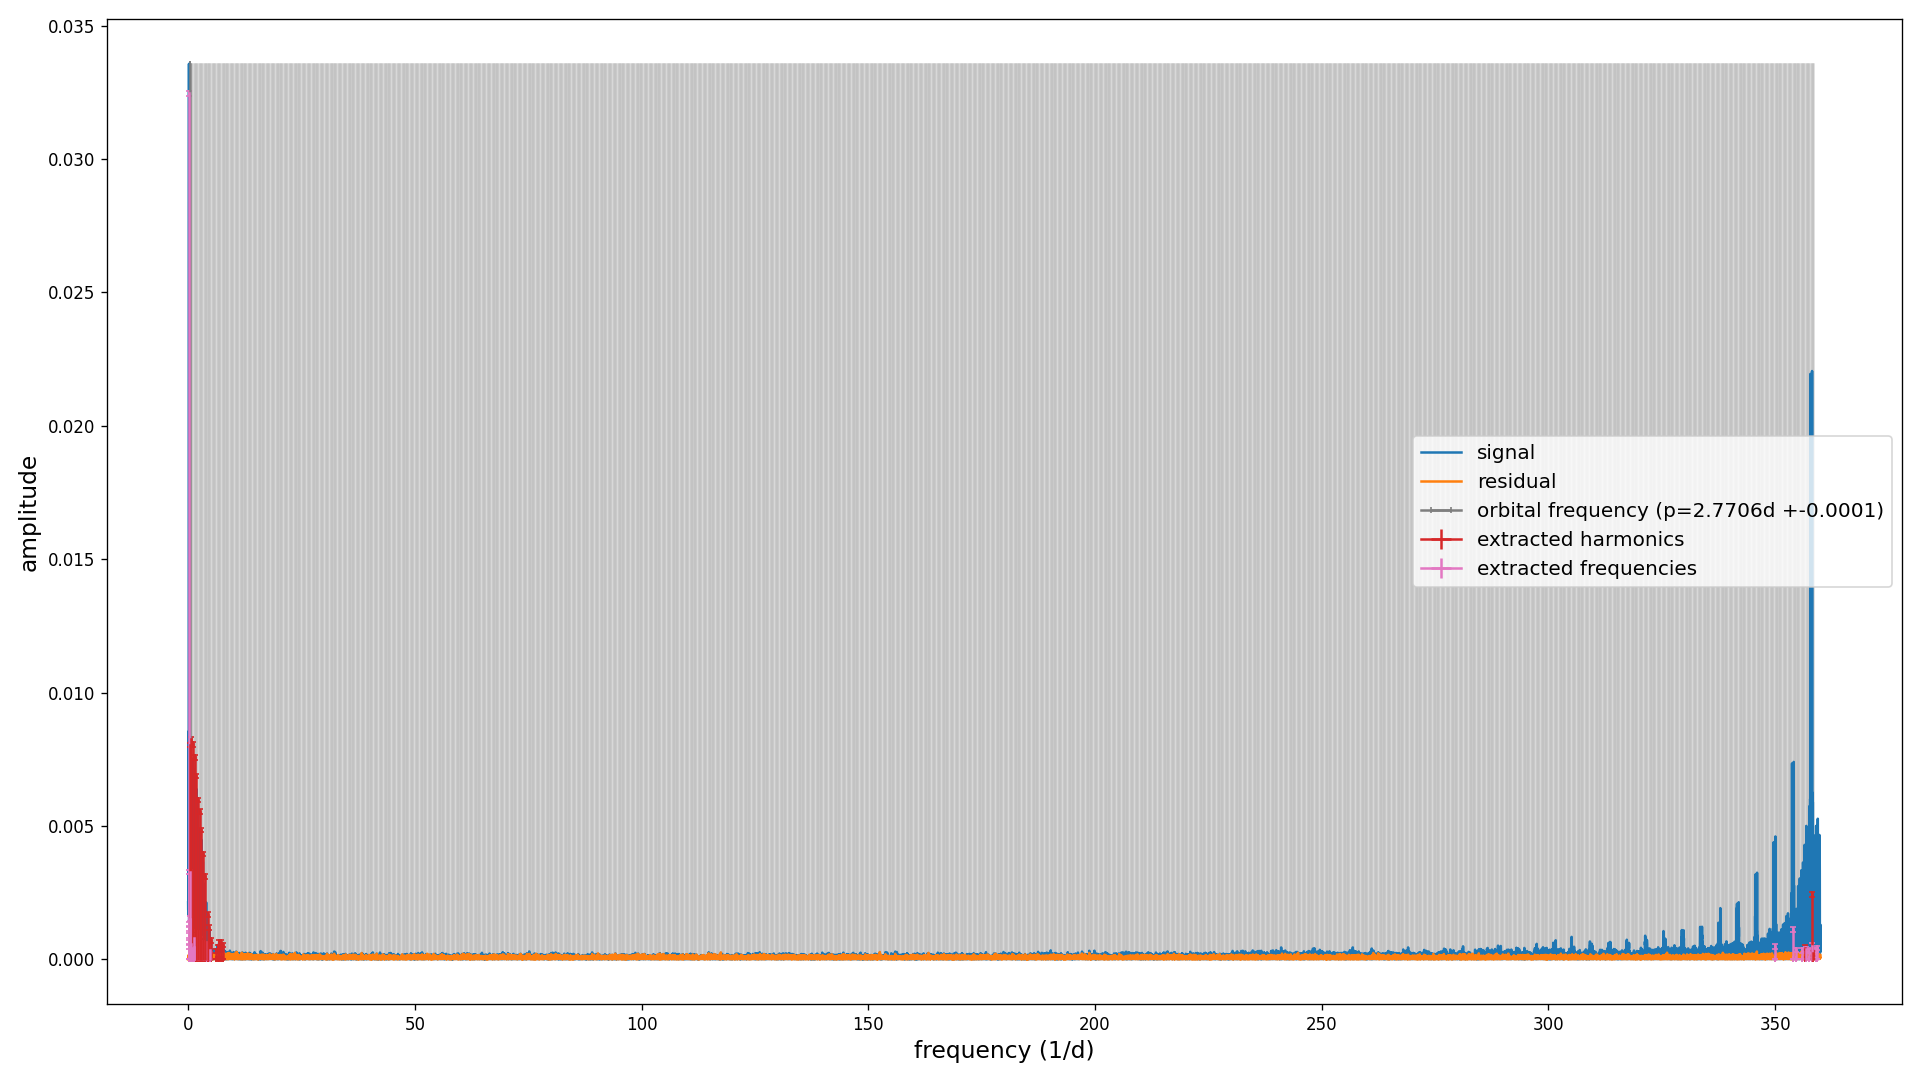 0.035
0.030
0.025
0.020
0.015
0.010
0.005
0.000
amplitude
signal
residual
orbital frequency (p=2.7706d +-0.0001)
extracted harmonics
extracted frequencies
0
50
100
150
200
250
300
350
frequency (1/d)